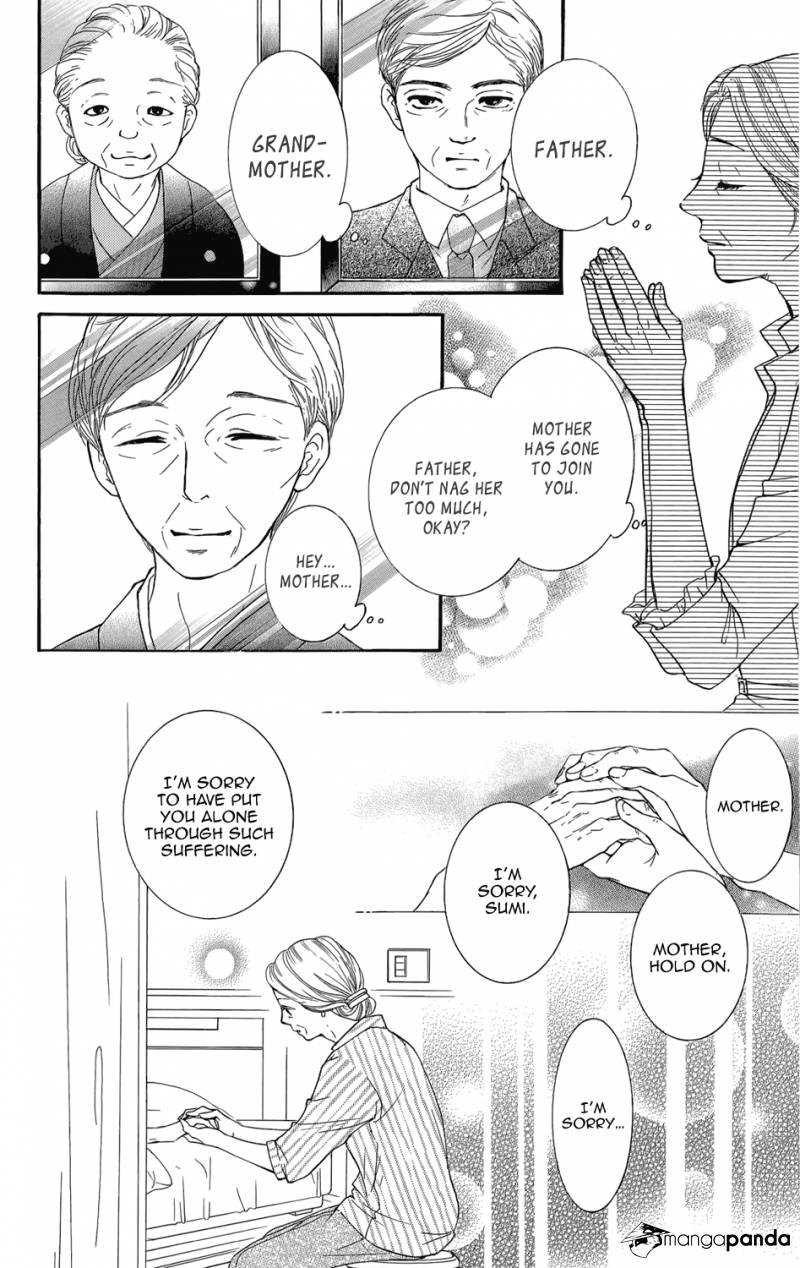 FATHER.
GRAND-
MOTHER.
MOTHER
HAS GONE
TO JOIN
YOU.
FATHER,
DON'T NAG HER
TOO MUCH,
OKAY?
HEY...
MOTHER...
MOTHER.
MOTHER,
HOLD ON.
I'M
SORRY,
SUMI.
I'M SORRY
TO HAVE PUT
YOU ALONE
THROUGH SUCH
SUFFERING.
I'M
SORRY...
mangapanda